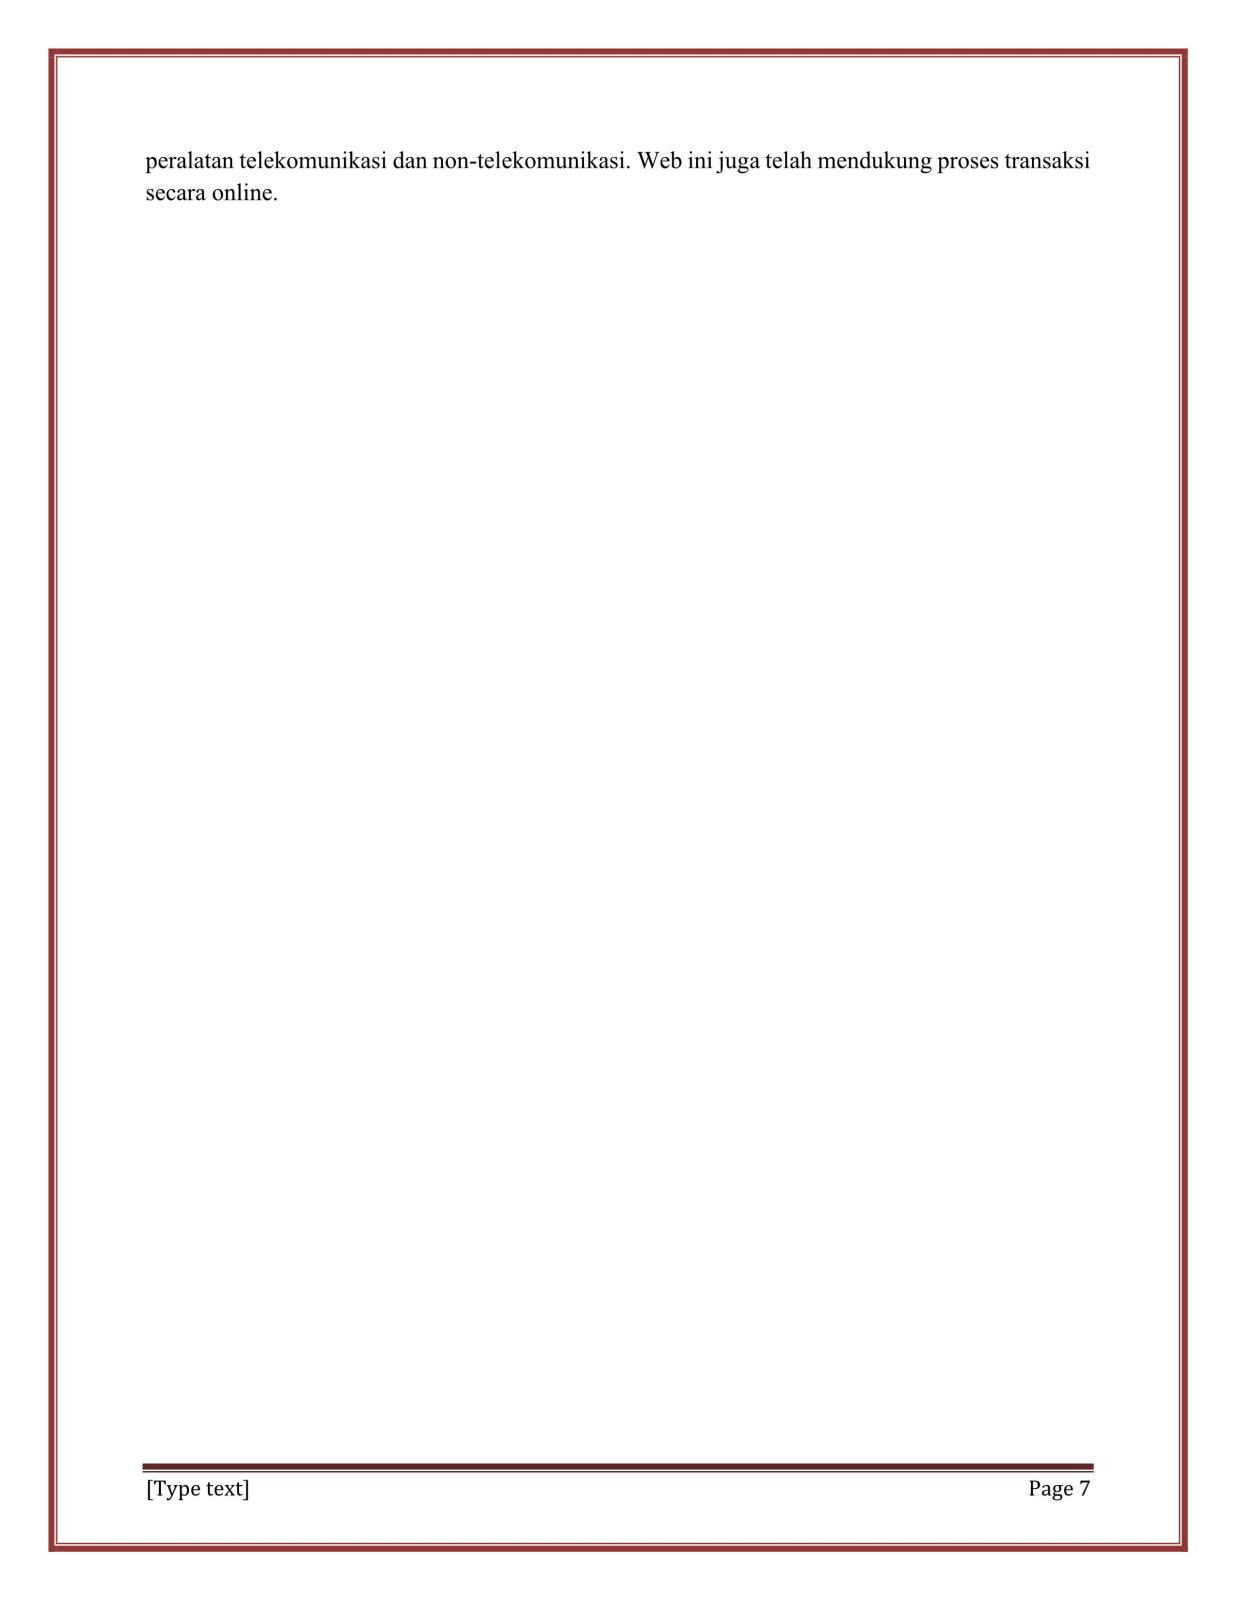 peralatan telekomunikasi dan non-telekomunikasi. Web ini juga telah mendukung proses transaksi
secara online.
[Type text] Page 7